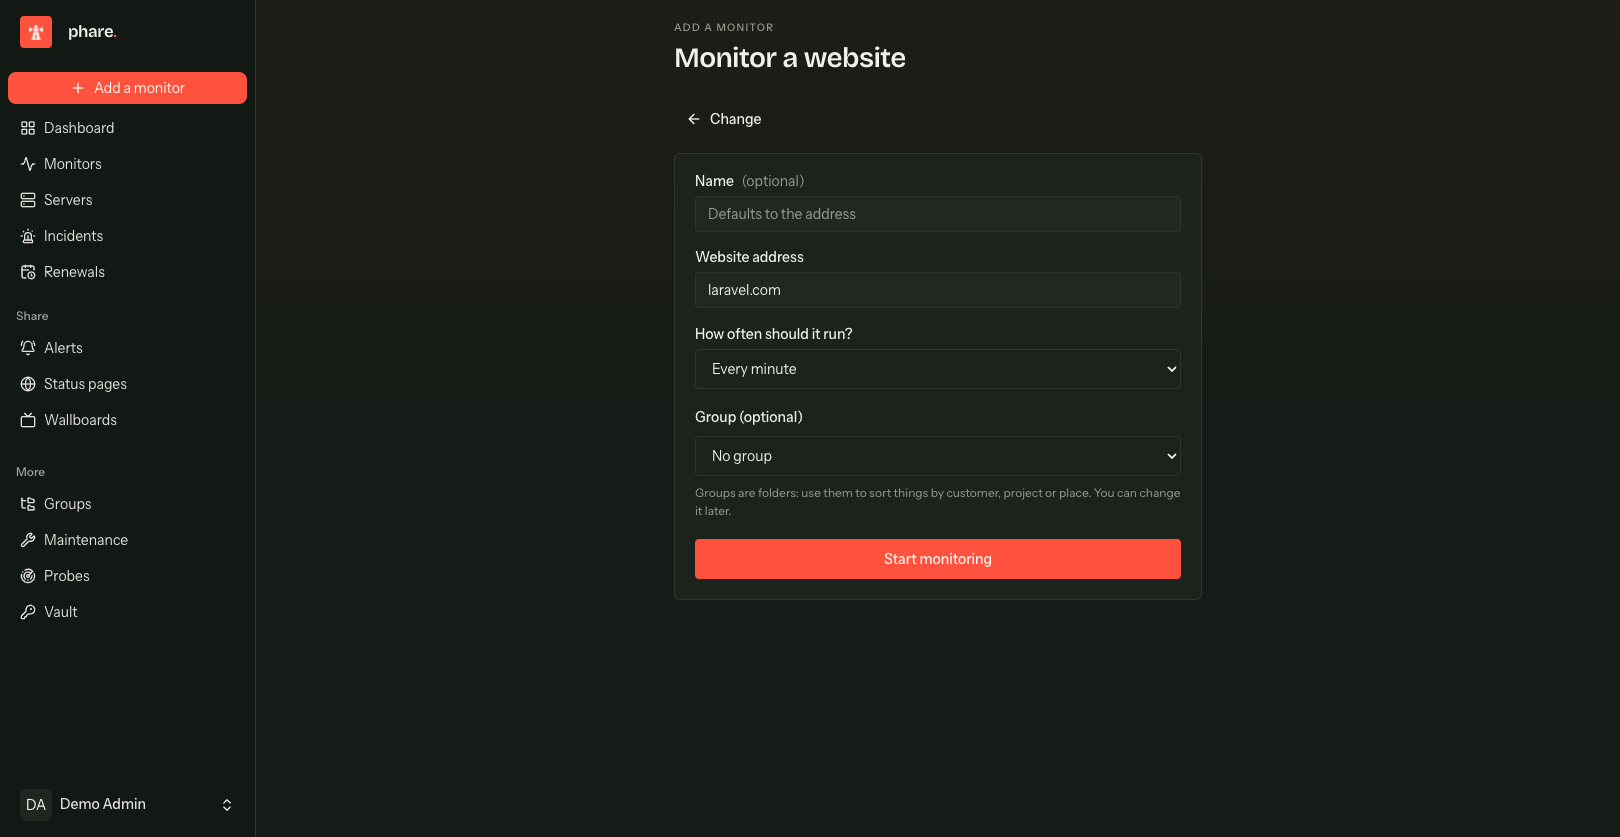 phare.
Add a monitor
Dashboard
Monitors
Servers
Incidents
Renewals
Share
Alerts
Status pages
Wallboards
More
Groups
Maintenance
Probes
Vault
DA Demo Admin
ADD A MONITOR
Monitor a website
Change
Name (optional)
Defaults to the address
Website address
laravel.com
How often should it run?
Every minute
Group (optional)
No group
Groups are folders: use them to sort things by customer, project or place. You can change
it later.
Start monitoring